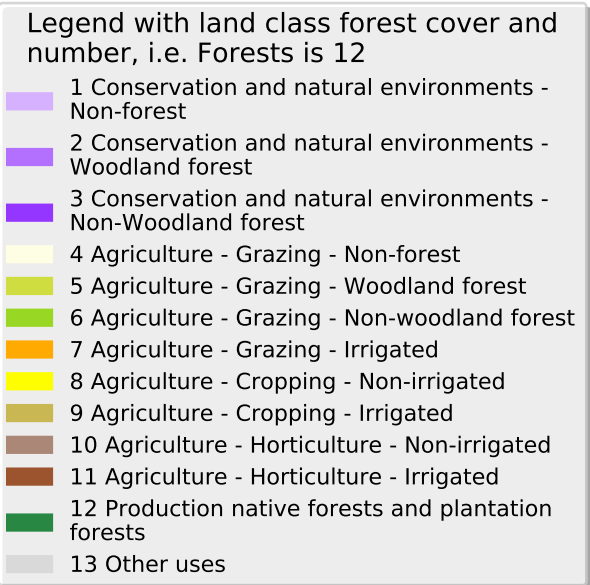 Legend with land class forest cover and
number, i.e. Forests is 12
1 Conservation and natural environments -
Non-forest
2 Conservation and natural environments -
Woodland forest
3 Conservation and natural environments -
Non-Woodland forest
4 Agriculture - Grazing - Non-forest
5 Agriculture - Grazing - Woodland forest
6 Agriculture - Grazing - Non-woodland forest
7 Agriculture - Grazing - Irrigated
8 Agriculture - Cropping - Non-irrigated
9 Agriculture - Cropping - Irrigated
10 Agriculture - Horticulture - Non-irrigated
11 Agriculture - Horticulture - Irrigated
12 Production native forests and plantation
forests
13 Other uses